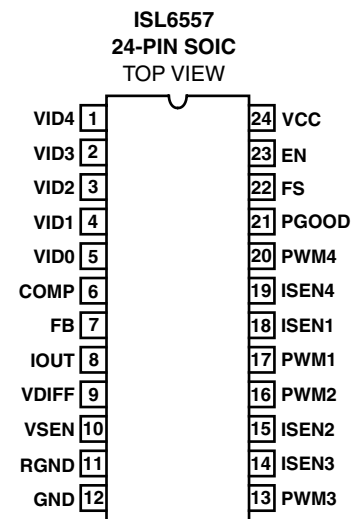 ISL6557
24-PIN SOIC
TOP VIEW
VID4 1 24 VCC
VID3 2 23 EN
VID2 3 22 FS
VID1 4 21 PGOOD
VID0 5 20 PWM4
COMP 6 19 ISEN4
FB 7 18 ISEN1
IOUT 8 17 PWM1
VDIFF 9 16 PWM2
VSEN 10 15 ISEN2
RGND 11 14 ISEN3
GND 12 13 PWM3